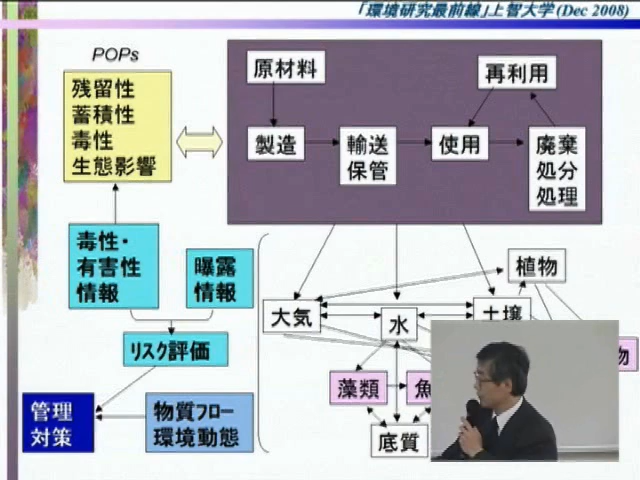 「環境研究最前線」上智大学 (Dec 2008)
POPs
残留性
蓄積性
毒性
生態影響
原材料
再利用
製造
輸送
保管
使用
廃棄
処分
処理
毒性・
有害性
情報
曝露
情報
リスク評価
管理
対策
物質フロー
環境動態
植物
大気
水
土壌
藻類
魚
物
底質